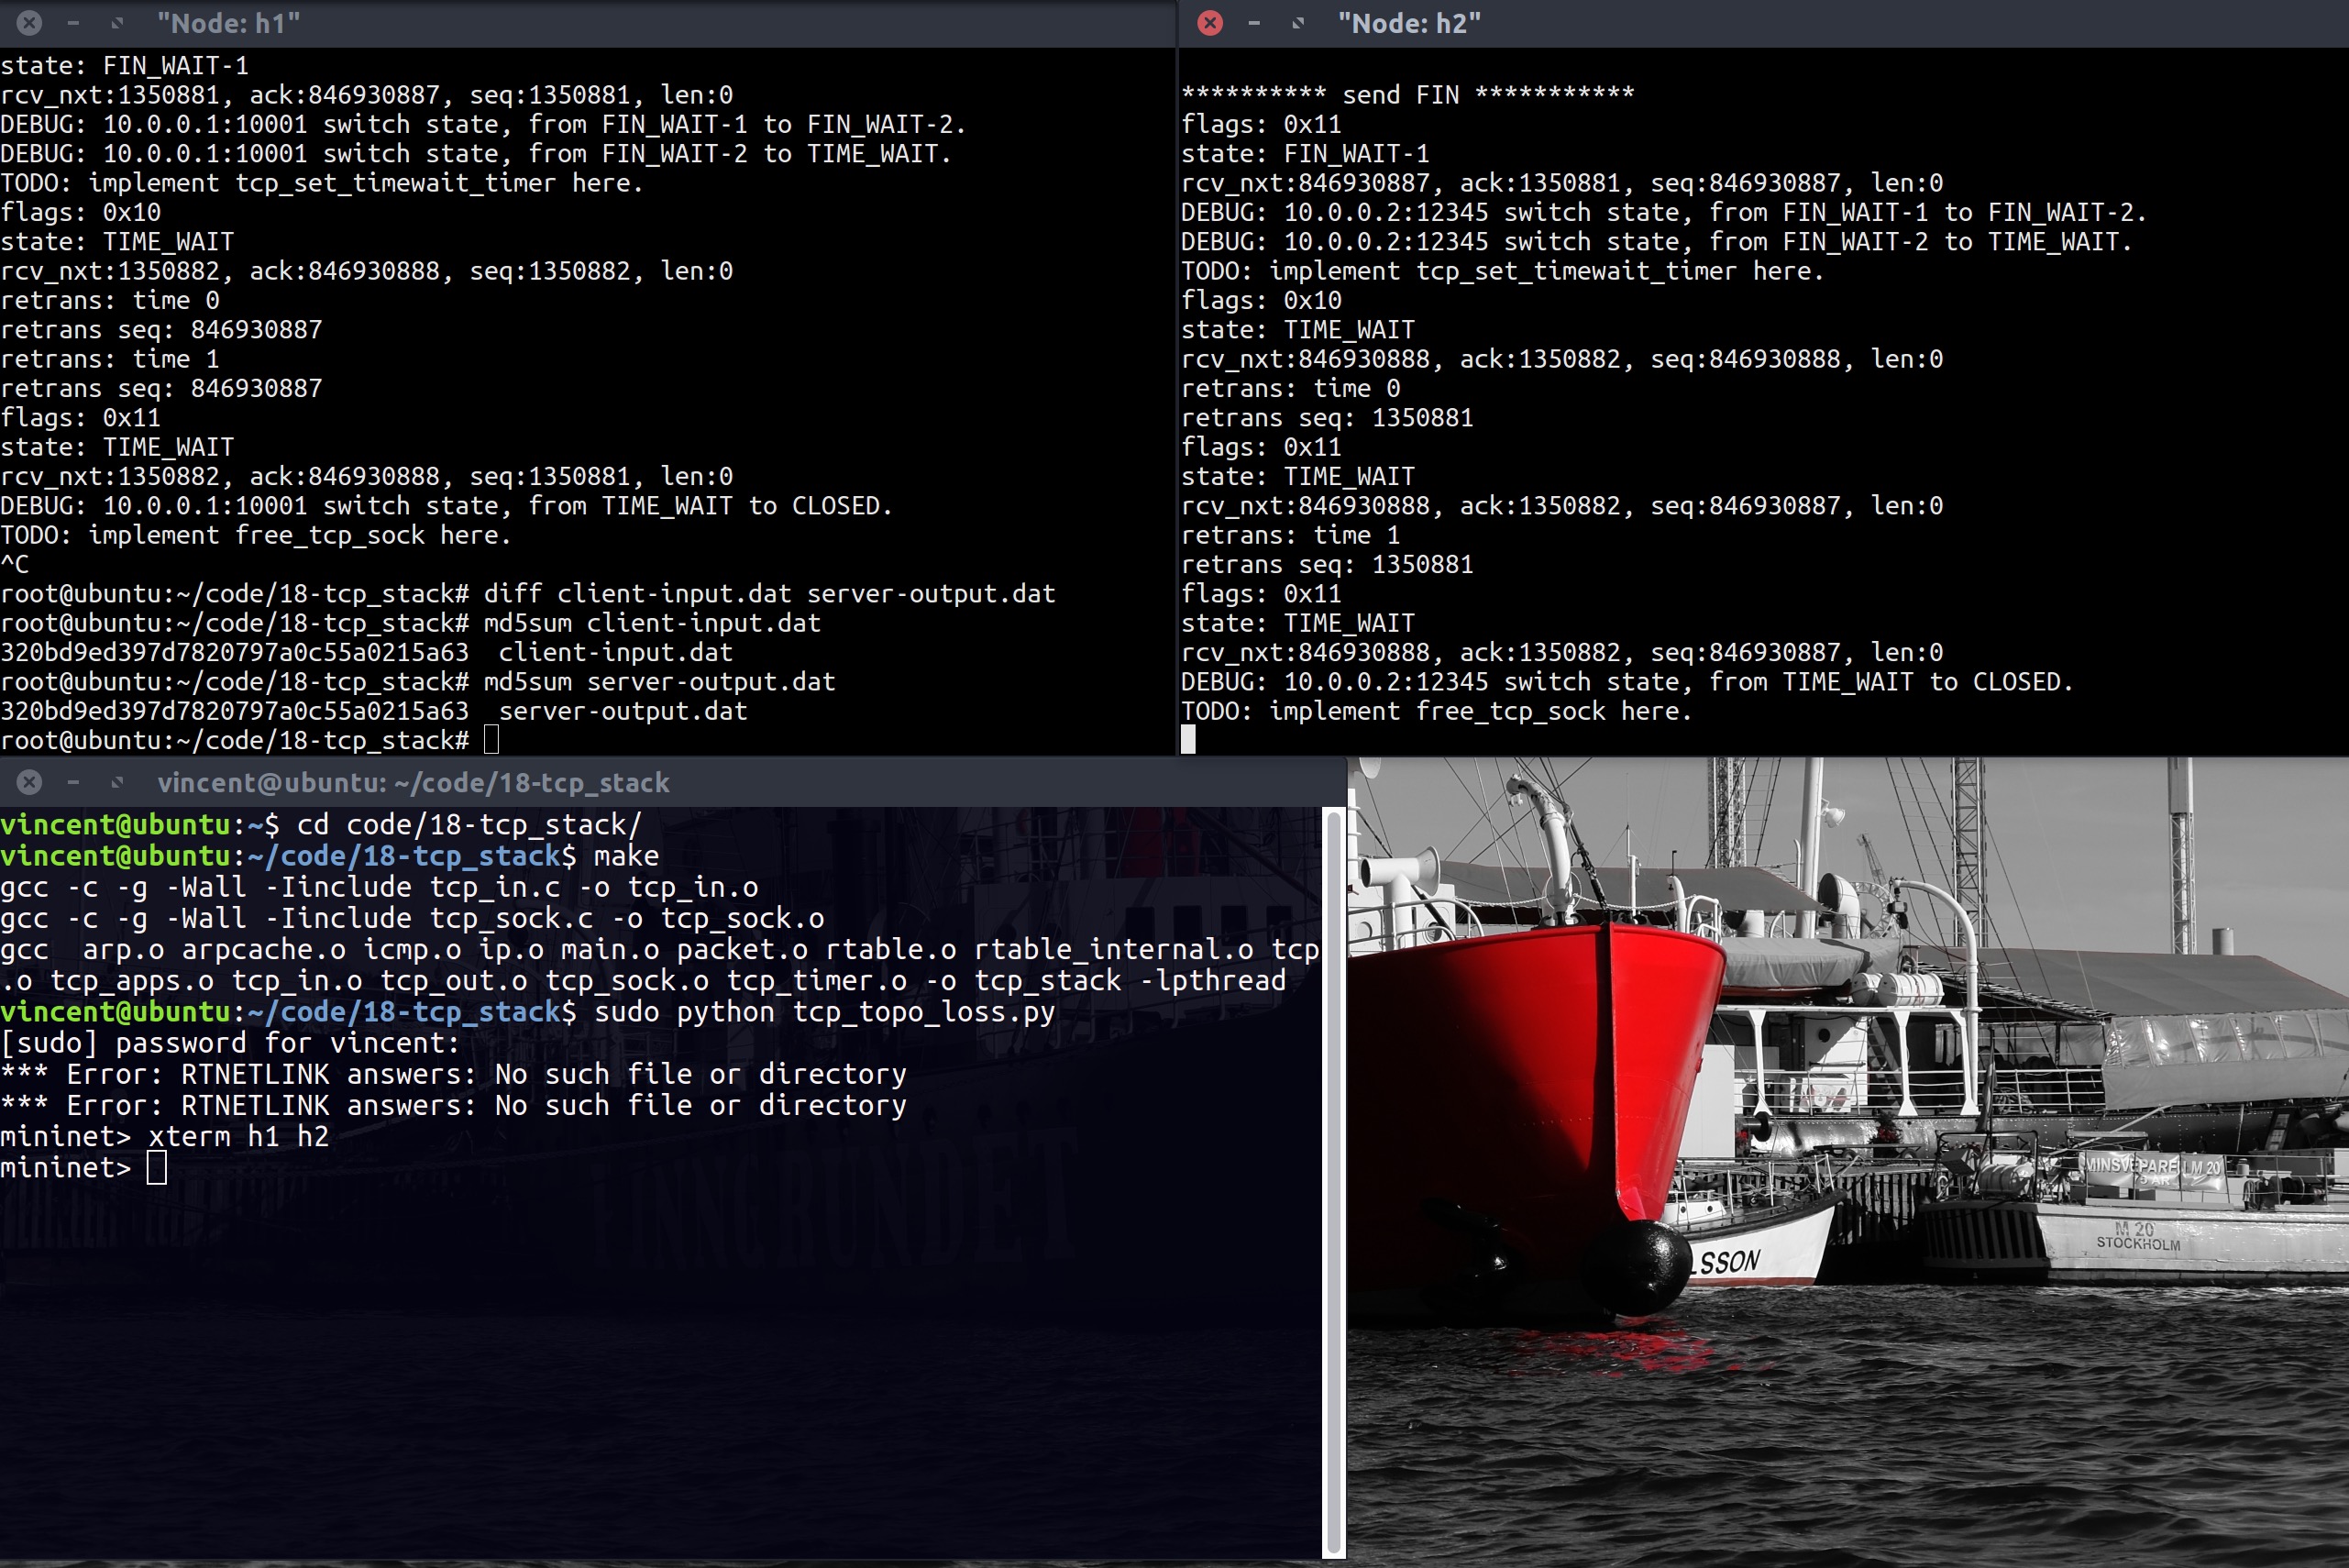 "Node: h1"
state: FIN_WAIT-1
rcv_nxt:1350881, ack:846930887, seq:1350881, len:0
DEBUG: 10.0.0.1:10001 switch state, from FIN_WAIT-1 to FIN_WAIT-2.
DEBUG: 10.0.0.1:10001 switch state, from FIN_WAIT-2 to TIME_WAIT.
TODO: implement tcp_set_timewait_timer here.
flags: 0x10
state: TIME_WAIT
rcv_nxt:1350882, ack:846930888, seq:1350882, len:0
retrans: time 0
retrans seq: 846930887
retrans: time 1
retrans seq: 846930887
flags: 0x11
state: TIME_WAIT
rcv_nxt:1350882, ack:846930888, seq:1350881, len:0
DEBUG: 10.0.0.1:10001 switch state, from TIME_WAIT to CLOSED.
TODO: implement free_tcp_sock here.
^C
root@ubuntu:~/code/18-tcp_stack# diff client-input.dat server-output.dat
root@ubuntu:~/code/18-tcp_stack# md5sum client-input.dat
320bd9ed397d7820797a0c55a0215a63  client-input.dat
root@ubuntu:~/code/18-tcp_stack# md5sum server-output.dat
320bd9ed397d7820797a0c55a0215a63  server-output.dat
root@ubuntu:~/code/18-tcp_stack#
"Node: h2"
********** send FIN ***********
flags: 0x11
state: FIN_WAIT-1
rcv_nxt:846930887, ack:1350881, seq:846930887, len:0
DEBUG: 10.0.0.2:12345 switch state, from FIN_WAIT-1 to FIN_WAIT-2.
DEBUG: 10.0.0.2:12345 switch state, from FIN_WAIT-2 to TIME_WAIT.
TODO: implement tcp_set_timewait_timer here.
flags: 0x10
state: TIME_WAIT
rcv_nxt:846930888, ack:1350882, seq:846930888, len:0
retrans: time 0
retrans seq: 1350881
flags: 0x11
state: TIME_WAIT
rcv_nxt:846930888, ack:1350882, seq:846930887, len:0
retrans: time 1
retrans seq: 1350881
flags: 0x11
state: TIME_WAIT
rcv_nxt:846930888, ack:1350882, seq:846930887, len:0
DEBUG: 10.0.0.2:12345 switch state, from TIME_WAIT to CLOSED.
TODO: implement free_tcp_sock here.
vincent@ubuntu: ~/code/18-tcp_stack
vincent@ubuntu:~$ cd code/18-tcp_stack/
vincent@ubuntu:~/code/18-tcp_stack$ make
gcc -c -g -Wall -Iinclude tcp_in.c -o tcp_in.o
gcc -c -g -Wall -Iinclude tcp_sock.c -o tcp_sock.o
gcc  arp.o arpcache.o icmp.o ip.o main.o packet.o rtable.o rtable_internal.o tcp
.o tcp_apps.o tcp_in.o tcp_out.o tcp_sock.o tcp_timer.o -o tcp_stack -lpthread
vincent@ubuntu:~/code/18-tcp_stack$ sudo python tcp_topo_loss.py
[sudo] password for vincent:
*** Error: RTNETLINK answers: No such file or directory
*** Error: RTNETLINK answers: No such file or directory
mininet> xterm h1 h2
mininet>
FINNGRUNDET
M 20
M 20
STOCKHOLM
LSSON